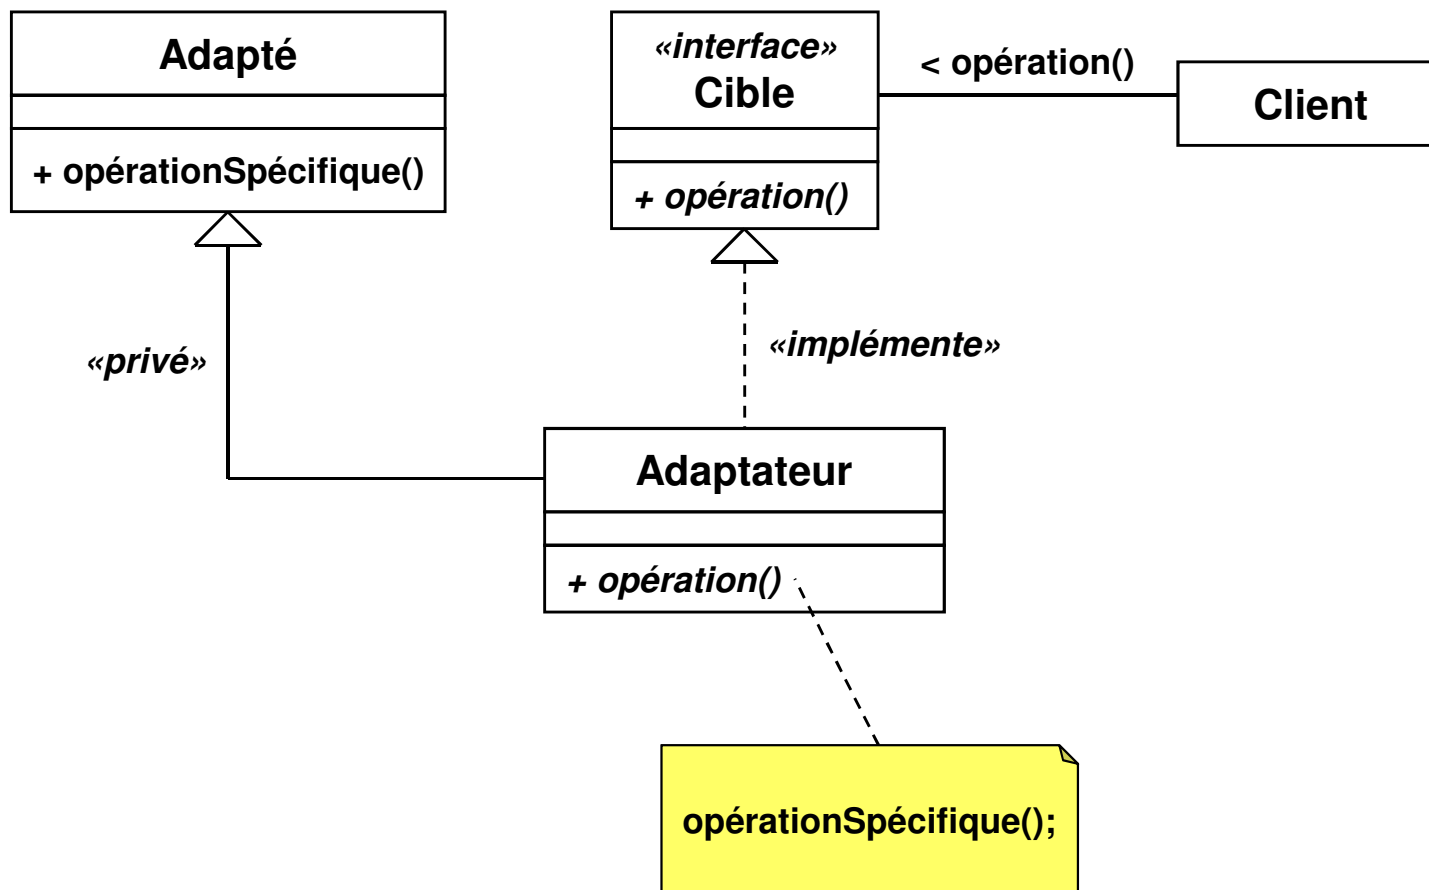 Adapté
+ opérationSpécifique()
«interface»
Cible
+ opération()
< opération()
Client
«privé»
«implémente»
Adaptateur
+ opération()
opérationSpécifique();